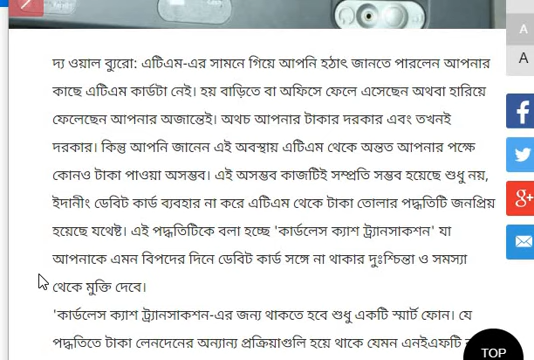 দ্য ওয়াল ব্যুরো: এটিএম-এর সামনে গিয়ে আপনি হঠাৎ জানতে পারলেন আপনার
কাছে এটিএম কার্ডটা নেই। হয় বাড়িতে বা অফিসে ফেলে এসেছেন অথবা হারিয়ে
ফেলেছেন আপনার অজান্তেই। অথচ আপনার টাকার দরকার এবং তখনই
দরকার। কিন্তু আপনি জানেন এই অবস্থায় এটিএম থেকে অন্তত আপনার পক্ষে
কোনও টাকা পাওয়া অসম্ভব। এই অসম্ভব কাজটিই সম্প্রতি সম্ভব হয়েছে শুধু নয়,
ইদানীং ডেবিট কার্ড ব্যবহার না করে এটিএম থেকে টাকা তোলার পদ্ধতিটি জনপ্রিয়
হয়েছে যথেষ্ট। এই পদ্ধতিটিকে বলা হচ্ছে 'কার্ডলেস ক্যাশ ট্র্যানসাকশন' যা
আপনাকে এমন বিপদের দিনে ডেবিট কার্ড সঙ্গে না থাকার দুঃশ্চিন্তা ও সমস্যা
থেকে মুক্তি দেবে।
'কার্ডলেস ক্যাশ ট্র্যানসাকশন-এর জন্য থাকতে হবে শুধু একটি স্মার্ট ফোন। যে
পদ্ধতিতে টাকা লেনদেনের অন্যান্য প্রক্রিয়াগুলি হয়ে থাকে যেমন এনইএফটি
A
A
f
g+
TOP